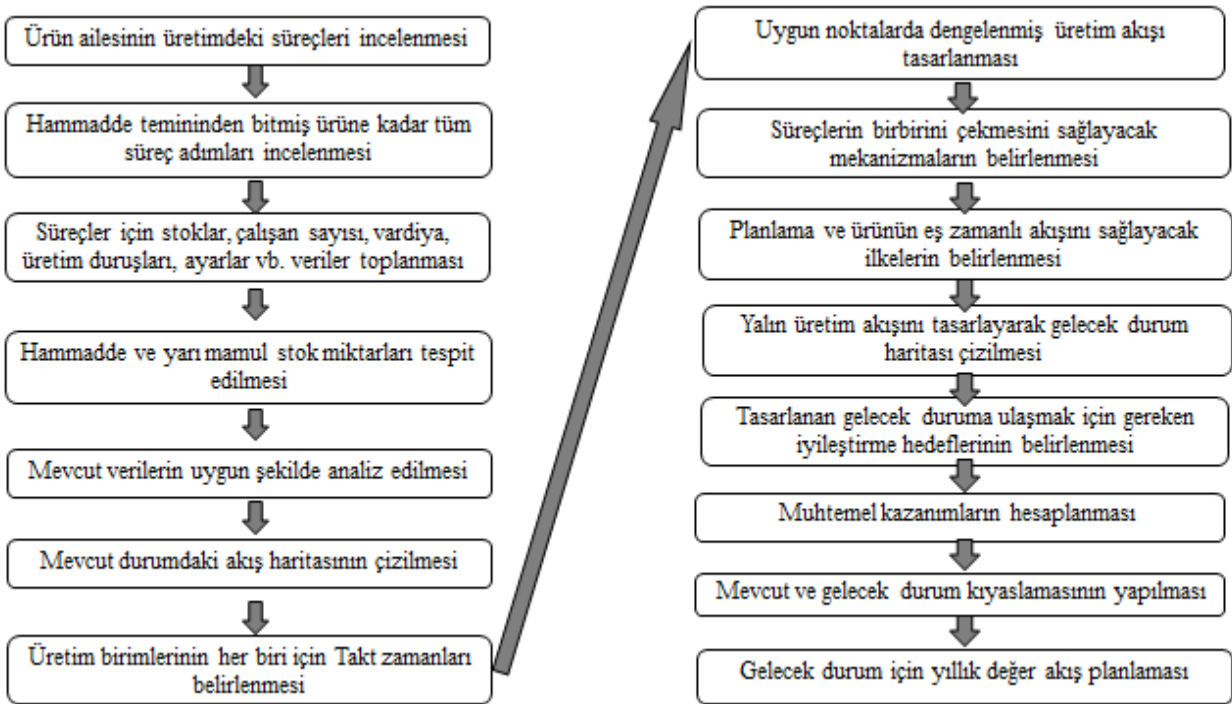 Ürün ailesinin üretimdeki süreçleri incelenmesi
Hammadde temininden bitmiş ürüne kadar tüm
süreç adımları incelenmesi
Süreçler için stoklar, çalışan sayısı, vardiya,
üretim duruşları, ayarlar vb. veriler toplanması
Hammadde ve yarı mamul stok miktarları tespit
edilmesi
Mevcut verilerin uygun şekilde analiz edilmesi
Mevcut durumdaki akış haritasının çizilmesi
Üretim birimlerinin her biri için Takt zamanları
belirlenmesi
Uygun noktalarda dengelenmiş üretim akışı
tasarlanması
Süreçlerin birbirini çekmesini sağlayacak
mekanizmaların belirlenmesi
Planlama ve ürünün eş zamanlı akışını sağlayacak
ilkelerin belirlenmesi
Yalın üretim akışını tasarlayarak gelecek durum
haritası çizilmesi
Tasarlanan gelecek duruma ulaşmak için gereken
iyileştirme hedeflerinin belirlenmesi
Muhtemel kazanımların hesaplanması
Mevcut ve gelecek durum kıyaslamasının yapılması
Gelecek durum için yıllık değer akış planlaması